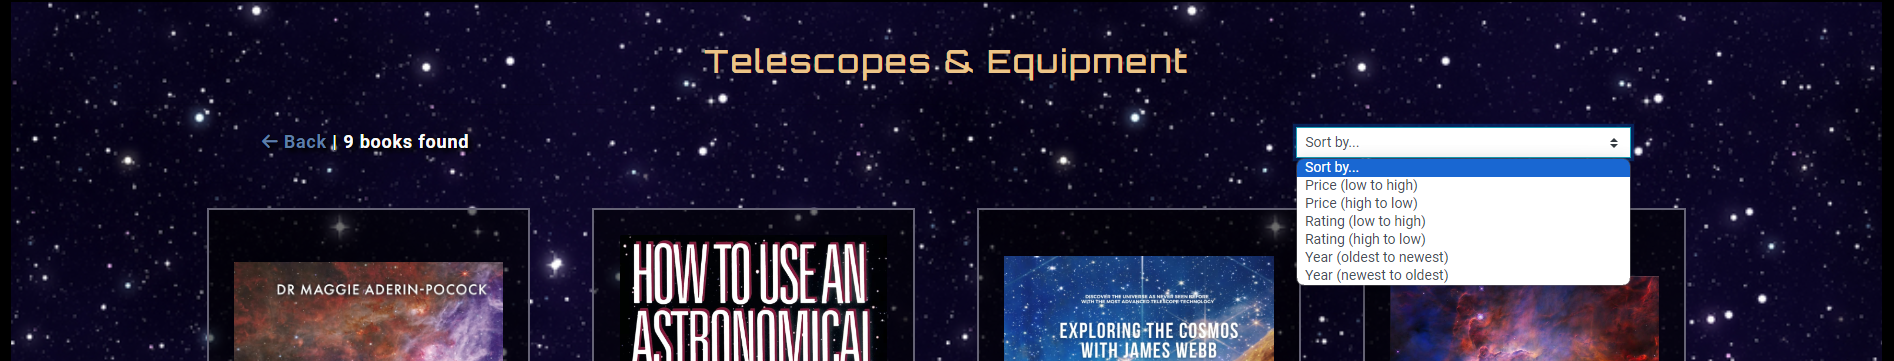 Telescopes & Equipment
← Back | 9 books found
Sort by...
Sort by...
Price (low to high)
Price (high to low)
Rating (low to high)
Rating (high to low)
Year (oldest to newest)
Year (newest to oldest)
DR MAGGIE ADERIN-POCOCK
HOW TO USE AN
ASTRONOMICAL
DISCOVER THE UNIVERSE AS NEVER SEEN BEFORE
WITH THE MOST ADVANCED TELESCOPE TECHNOLOGY
EXPLORING THE COSMOS
WITH JAMES WEBB